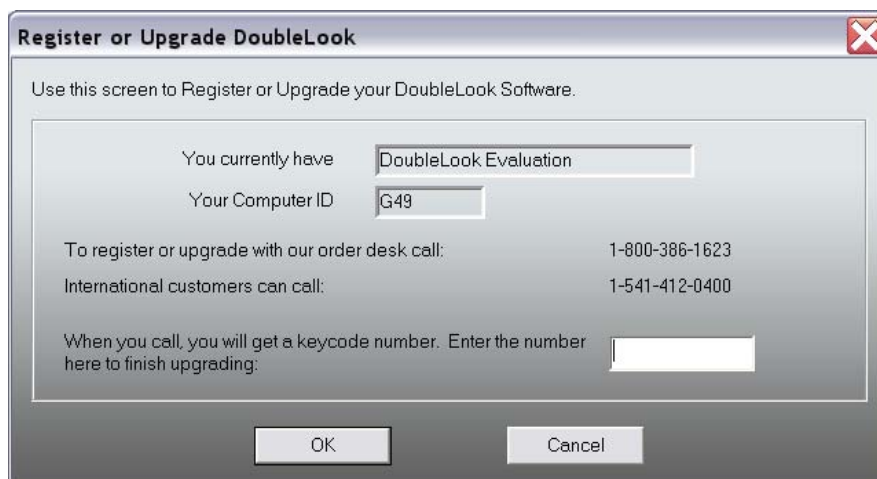 Register or Upgrade DoubleLook
Use this screen to Register or Upgrade your DoubleLook Software.
You currently have DoubleLook Evaluation
Your Computer ID G49
To register or upgrade with our order desk call: 1-800-386-1623
International customers can call: 1-541-412-0400
When you call, you will get a keycode number. Enter the number
here to finish upgrading:
OK Cancel